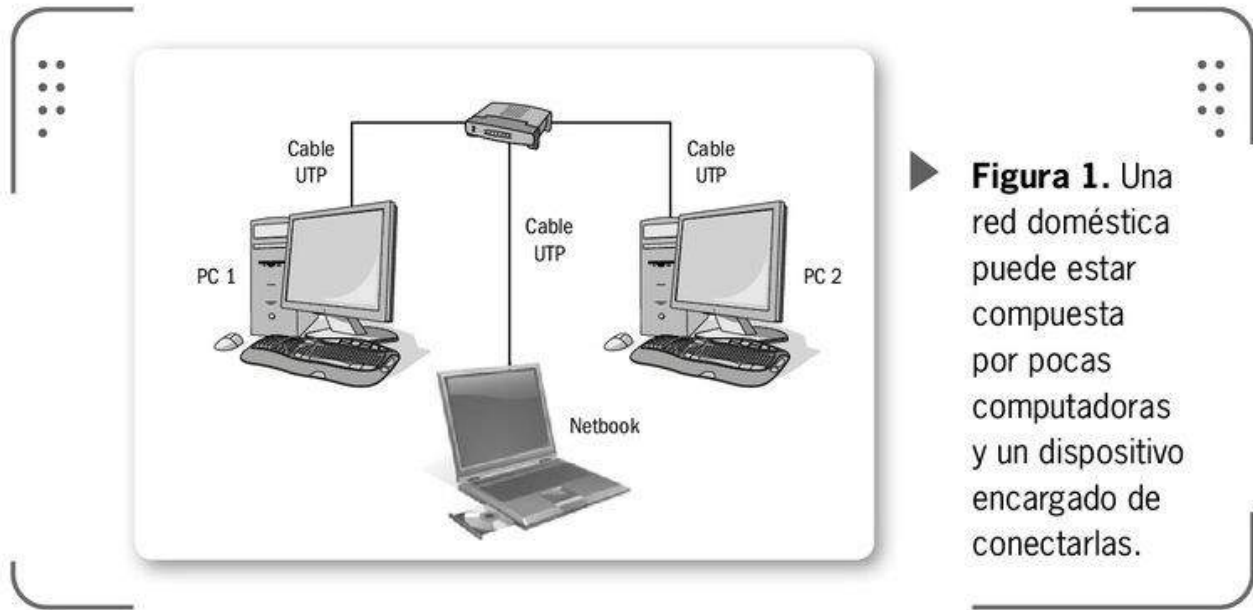 Cable
UTP
Cable
UTP
Cable
UTP
PC 1
PC 2
Netbook
Figura 1. Una
red doméstica
puede estar
compuesta
por pocas
computadoras
y un dispositivo
encargado de
conectarlas.